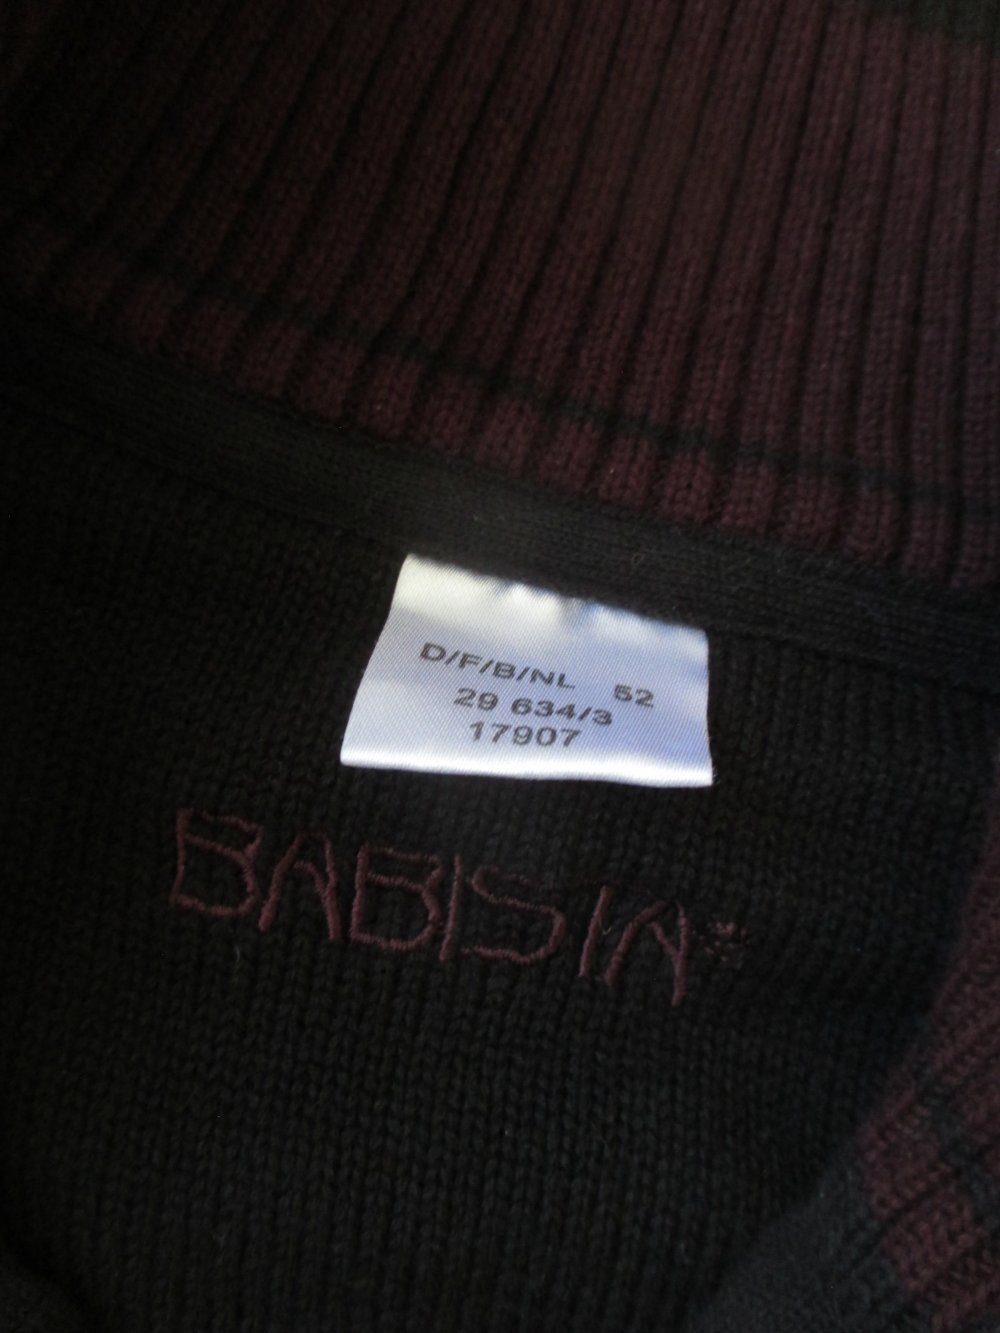 D/F/B/NL 52
29 634/3
17907
BABISTA